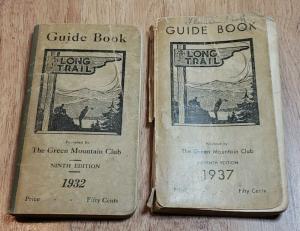 Guide Book
LONG
TRAIL
Published By
The Green Mountain Club
NINTH EDITION
1932
Price Fifty Cents
GUIDE BOOK
LONG
TRAIL
Published By
The Green Mountain Club
EDITION
1937
Price Fifty Cents